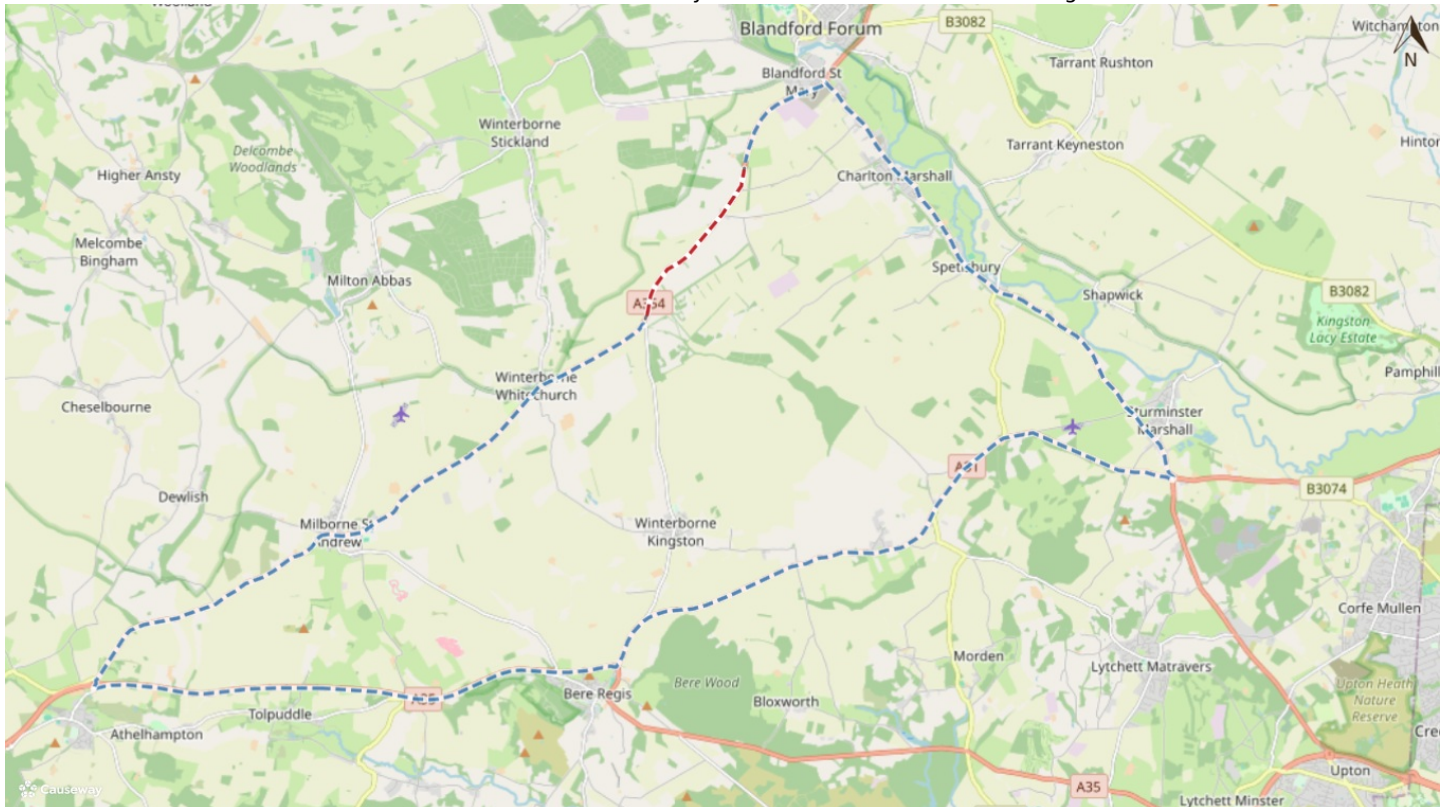 Blandford Forum
B3082
Witchampton
N
Blandford St
Mary
Tarrant Rushton
Winterborne
Stickland
Delcombe
Woodlands
Tarrant Keyneston
Hinton
Higher Ansty
Charlton Marshall
Melcombe
Bingham
Milton Abbas
Spetisbury
Shapwick
B3082
A354
Kingston
Lacy Estate
Pamphill
Winterborne
Whitechurch
Cheselbourne
Sturminster
Marshall
A31
B3074
Dewlish
Milborne St
Andrew
Winterborne
Kingston
Corfe Mullen
Morden
Lytchett Matravers
Bere Wood
Upton Heath
Nature
Reserve
Bere Regis
A35
Bloxworth
Tolpuddle
Athelhampton
Cree
Upton
A35
Causeway
Lytchett Minster